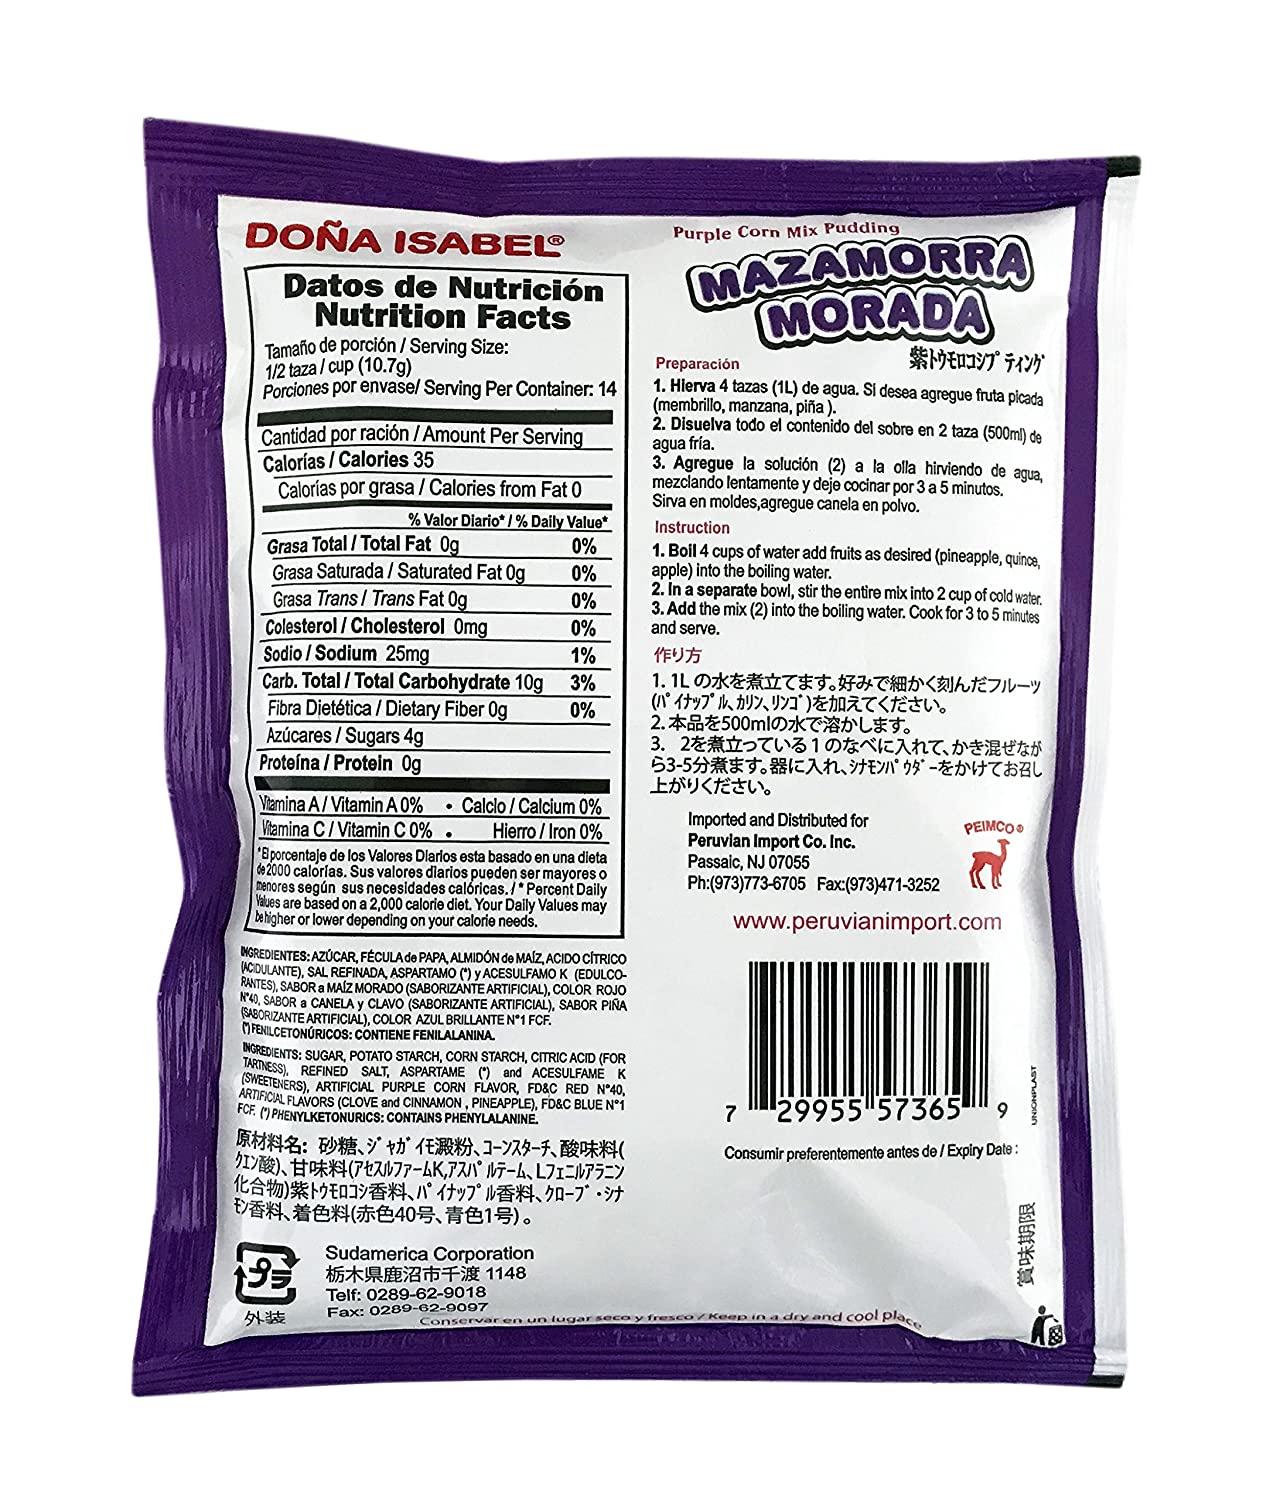 DOÑA ISABEL®
Datos de Nutrición
Nutrition Facts
Tamaño de porción / Serving Size:
1/2 taza / cup (10.7g)
Porciones por envase/ Serving Per Container: 14
Cantidad por ración / Amount Per Serving
Calorías / Calories 35
Calorías por grasa / Calories from Fat 0
% Valor Diario* / % Daily Value*
Grasa Total / Total Fat 0g 0%
Grasa Saturada / Saturated Fat 0g 0%
Grasa Trans / Trans Fat 0g 0%
Colesterol / Cholesterol 0mg 0%
Sodio / Sodium 25mg 1%
Carb. Total / Total Carbohydrate 10g 3%
Fibra Dietética / Dietary Fiber 0g 0%
Azúcares / Sugars 4g
Proteína / Protein 0g
Vitamina A / Vitamin A 0% • Calcio / Calcium 0%
Vitamina C / Vitamin C 0% • Hierro / Iron 0%
*El porcentaje de los Valores Diarios esta basado en una dieta
de 2000 calorías. Sus valores diarios pueden ser mayores o
menores según sus necesidades calóricas. / * Percent Daily
Values are based on a 2,000 calorie diet. Your Daily Values may
be higher or lower depending on your calorie needs.
INGREDIENTES: AZÚCAR, FÉCULA de PAPA, ALMIDÓN de MAÍZ, ACIDO CÍTRICO
(ACIDULANTE), SAL REFINADA, ASPARTAMO (*) y ACESULFAMO K (EDULCO-
RANTES), SABOR a MAÍZ MORADO (SABORIZANTE ARTIFICIAL), COLOR ROJO
N°40, SABOR a CANELA y CLAVO (SABORIZANTE ARTIFICIAL), SABOR PIÑA
(SABORIZANTE ARTIFICIAL), COLOR AZUL BRILLANTE N°1 FCF.
(*) FENILCETONÚRICOS: CONTIENE FENILALANINA.
INGREDIENTS: SUGAR, POTATO STARCH, CORN STARCH, CITRIC ACID (FOR
TARTNESS), REFINED SALT, ASPARTAME (*) and ACESULFAME K
(SWEETENERS), ARTIFICIAL PURPLE CORN FLAVOR, FD&C RED N°40,
ARTIFICIAL FLAVORS (CLOVE and CINNAMON , PINEAPPLE), FD&C BLUE N°1
FCF. (*) PHENYLKETONURICS: CONTAINS PHENYLALANINE.
原材料名: 砂糖、ジャガイモ澱粉、コーンスターチ、酸味料(
クエン酸)、甘味料(アセスルファームK,アスパルテーム、Lフェニルアラニン
化合物)紫トウモロコシ香料、パイナップル香料、クローブ・シナ
モン香料、着色料(赤色40号、青色1号)。
プラ
外装
Sudamerica Corporation
栃木県鹿沼市千渡 1148
Telf: 0289-62-9018
Fax: 0289-62-9097
Conservar en un lugar seco y fresco / Keep in a dry and cool place
Purple Corn Mix Pudding
MAZAMORRA
MORADA
紫トウモロコシプティング
Preparación
1. Hierva 4 tazas (1L) de agua. Si desea agregue fruta picada
(membrillo, manzana, piña ).
2. Disuelva todo el contenido del sobre en 2 taza (500ml) de
agua fría.
3. Agregue la solución (2) a la olla hirviendo de agua,
mezclando lentamente y deje cocinar por 3 a 5 minutos.
Sirva en moldes,agregue canela en polvo.
Instruction
1. Boil 4 cups of water add fruits as desired (pineapple, quince,
apple) into the boiling water.
2. In a separate bowl, stir the entire mix into 2 cup of cold water.
3. Add the mix (2) into the boiling water. Cook for 3 to 5 minutes
and serve.
作り方
1. 1Lの水を煮立てます。好みで細かく刻んだフルーツ
(パイナップル、カリン、リンゴ)を加えてください。
2. 本品を500mlの水で溶かします。
3. 2を煮立っている1のなべに入れて、かき混ぜなが
ら3-5分煮ます。器に入れ、シナモンパウダーをかけてお召し
上がりください。
Imported and Distributed for
Peruvian Import Co. Inc.
Passaic, NJ 07055
Ph:(973)773-6705 Fax:(973)471-3252
PEIMCO®
www.peruvianimport.com
7 29955 57365 9
UNIONPLAST
Consumir preferentemente antes de / Expiry Date :
賞味期限